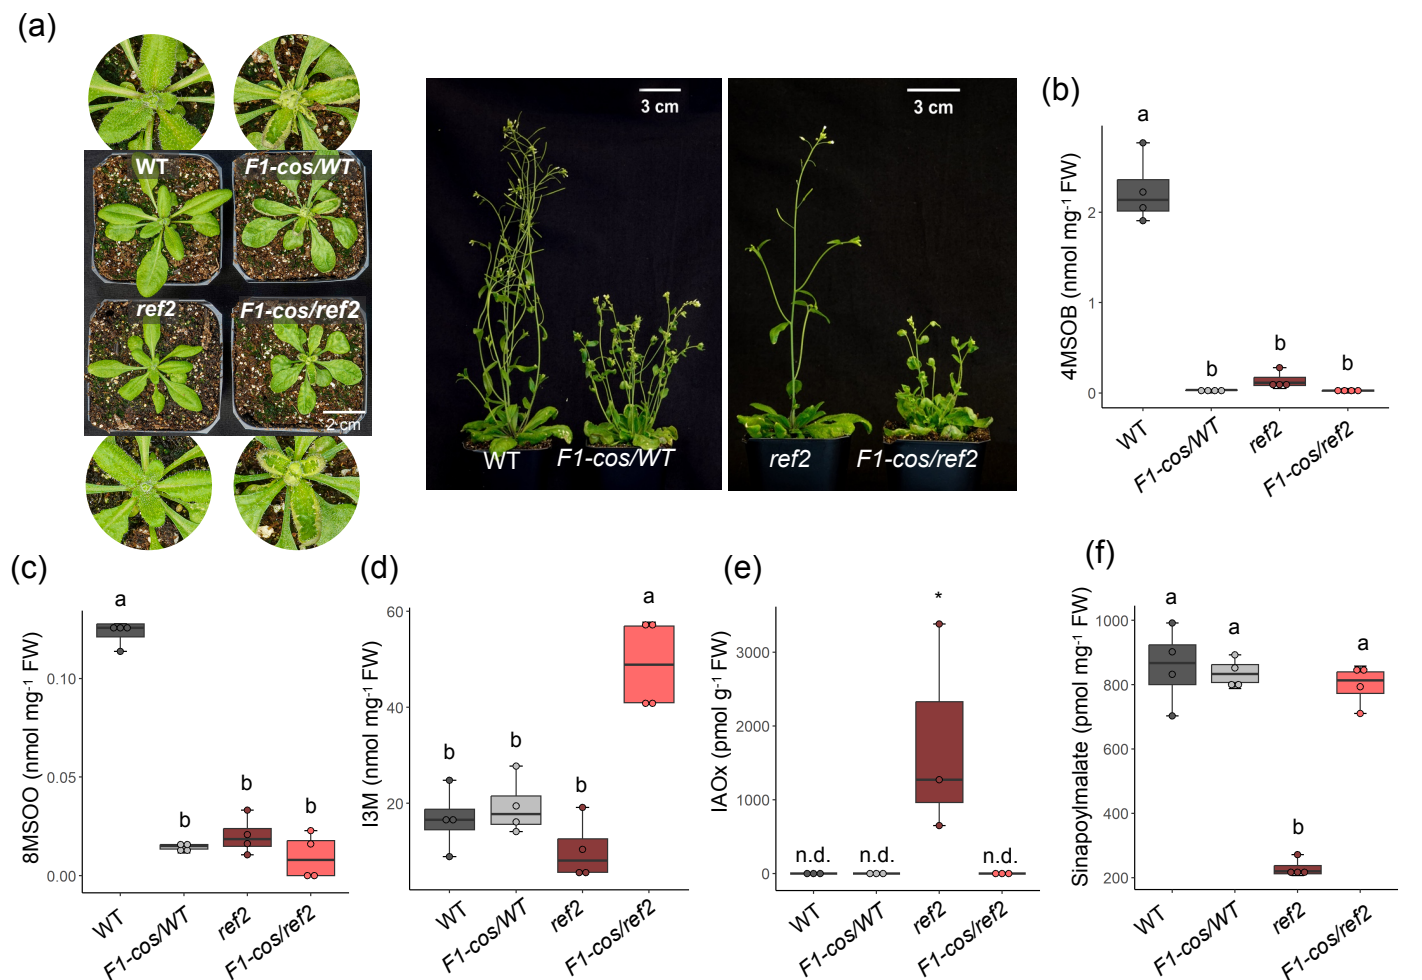 (a)
WT
F1-cos/WT
ref2
F1-cos/ref2
2 cm
3 cm
WT
F1-cos/WT
3 cm
ref2
F1-cos/ref2
(b)
4MSOB (nmol mg⁻¹ FW)
2
1
0
a
b
b
b
WT
F1-cos/WT
ref2
F1-cos/ref2
(c)
8MSOO (nmol mg⁻¹ FW)
0.10
0.05
0.00
a
b
b
b
WT
F1-cos/WT
ref2
F1-cos/ref2
(d)
I3M (nmol mg⁻¹ FW)
60
40
20
b
b
b
a
WT
F1-cos/WT
ref2
F1-cos/ref2
(e)
IAOx (pmol g⁻¹ FW)
3000
2000
1000
0
n.d.
n.d.
*
n.d.
WT
F1-cos/WT
ref2
F1-cos/ref2
(f)
Sinapoylmalate (pmol mg⁻¹ FW)
1000
800
600
400
200
a
a
b
a
WT
F1-cos/WT
ref2
F1-cos/ref2